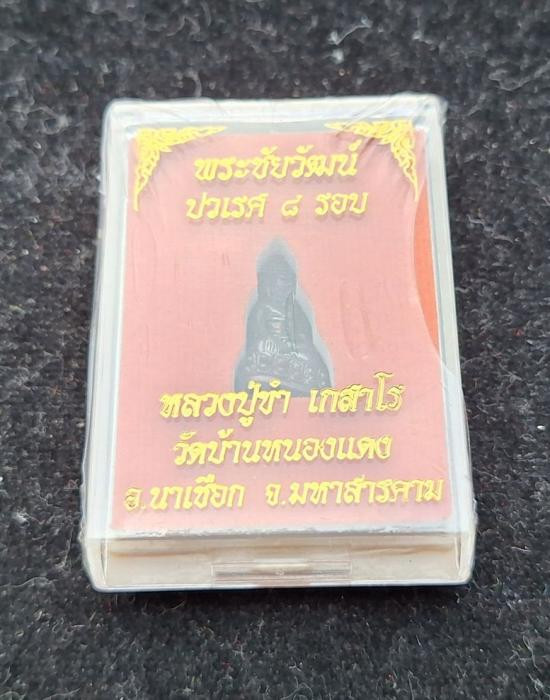 พระชัยวัฒน์
ปวเรศ ๘ รอบ
หลวงปู่ขำ เกสาโร
วัดบ้านหนองแดง
อ.นาเชือก จ.มหาสารคาม